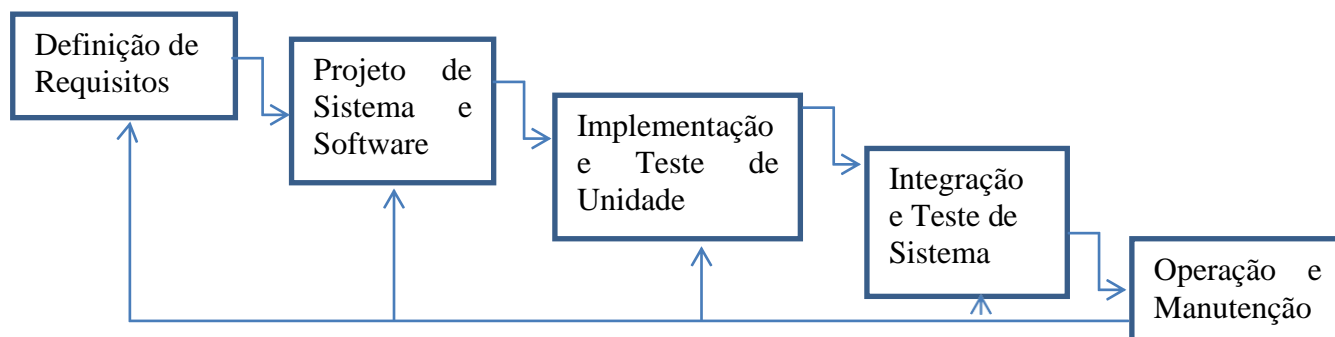 Definição de
Requisitos
Projeto de
Sistema e
Software
Implementação
e Teste de
Unidade
Integração
e Teste de
Sistema
Operação e
Manutenção